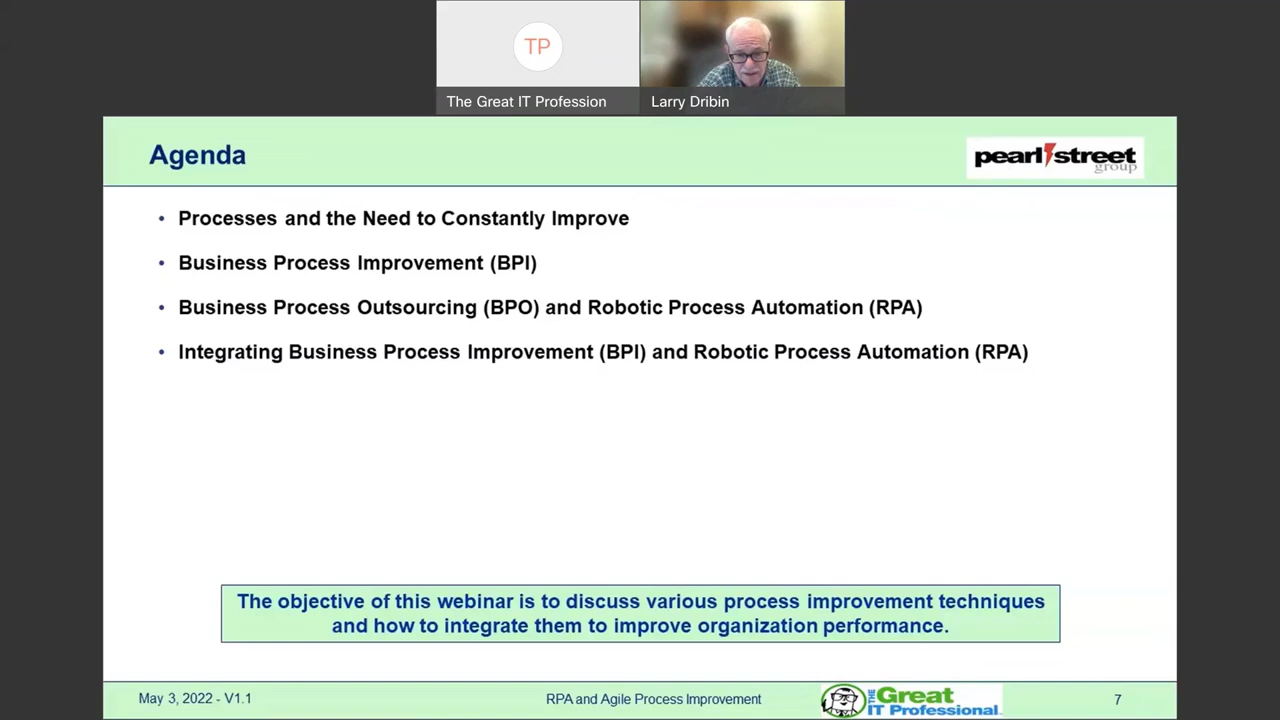 TP
The Great IT Profession
Larry Dribin
Agenda
pearl street
group
• Processes and the Need to Constantly Improve
• Business Process Improvement (BPI)
• Business Process Outsourcing (BPO) and Robotic Process Automation (RPA)
• Integrating Business Process Improvement (BPI) and Robotic Process Automation (RPA)
The objective of this webinar is to discuss various process improvement techniques
and how to integrate them to improve organization performance.
May 3, 2022 - V1.1
RPA and Agile Process Improvement
THE Great
IT Professional
7